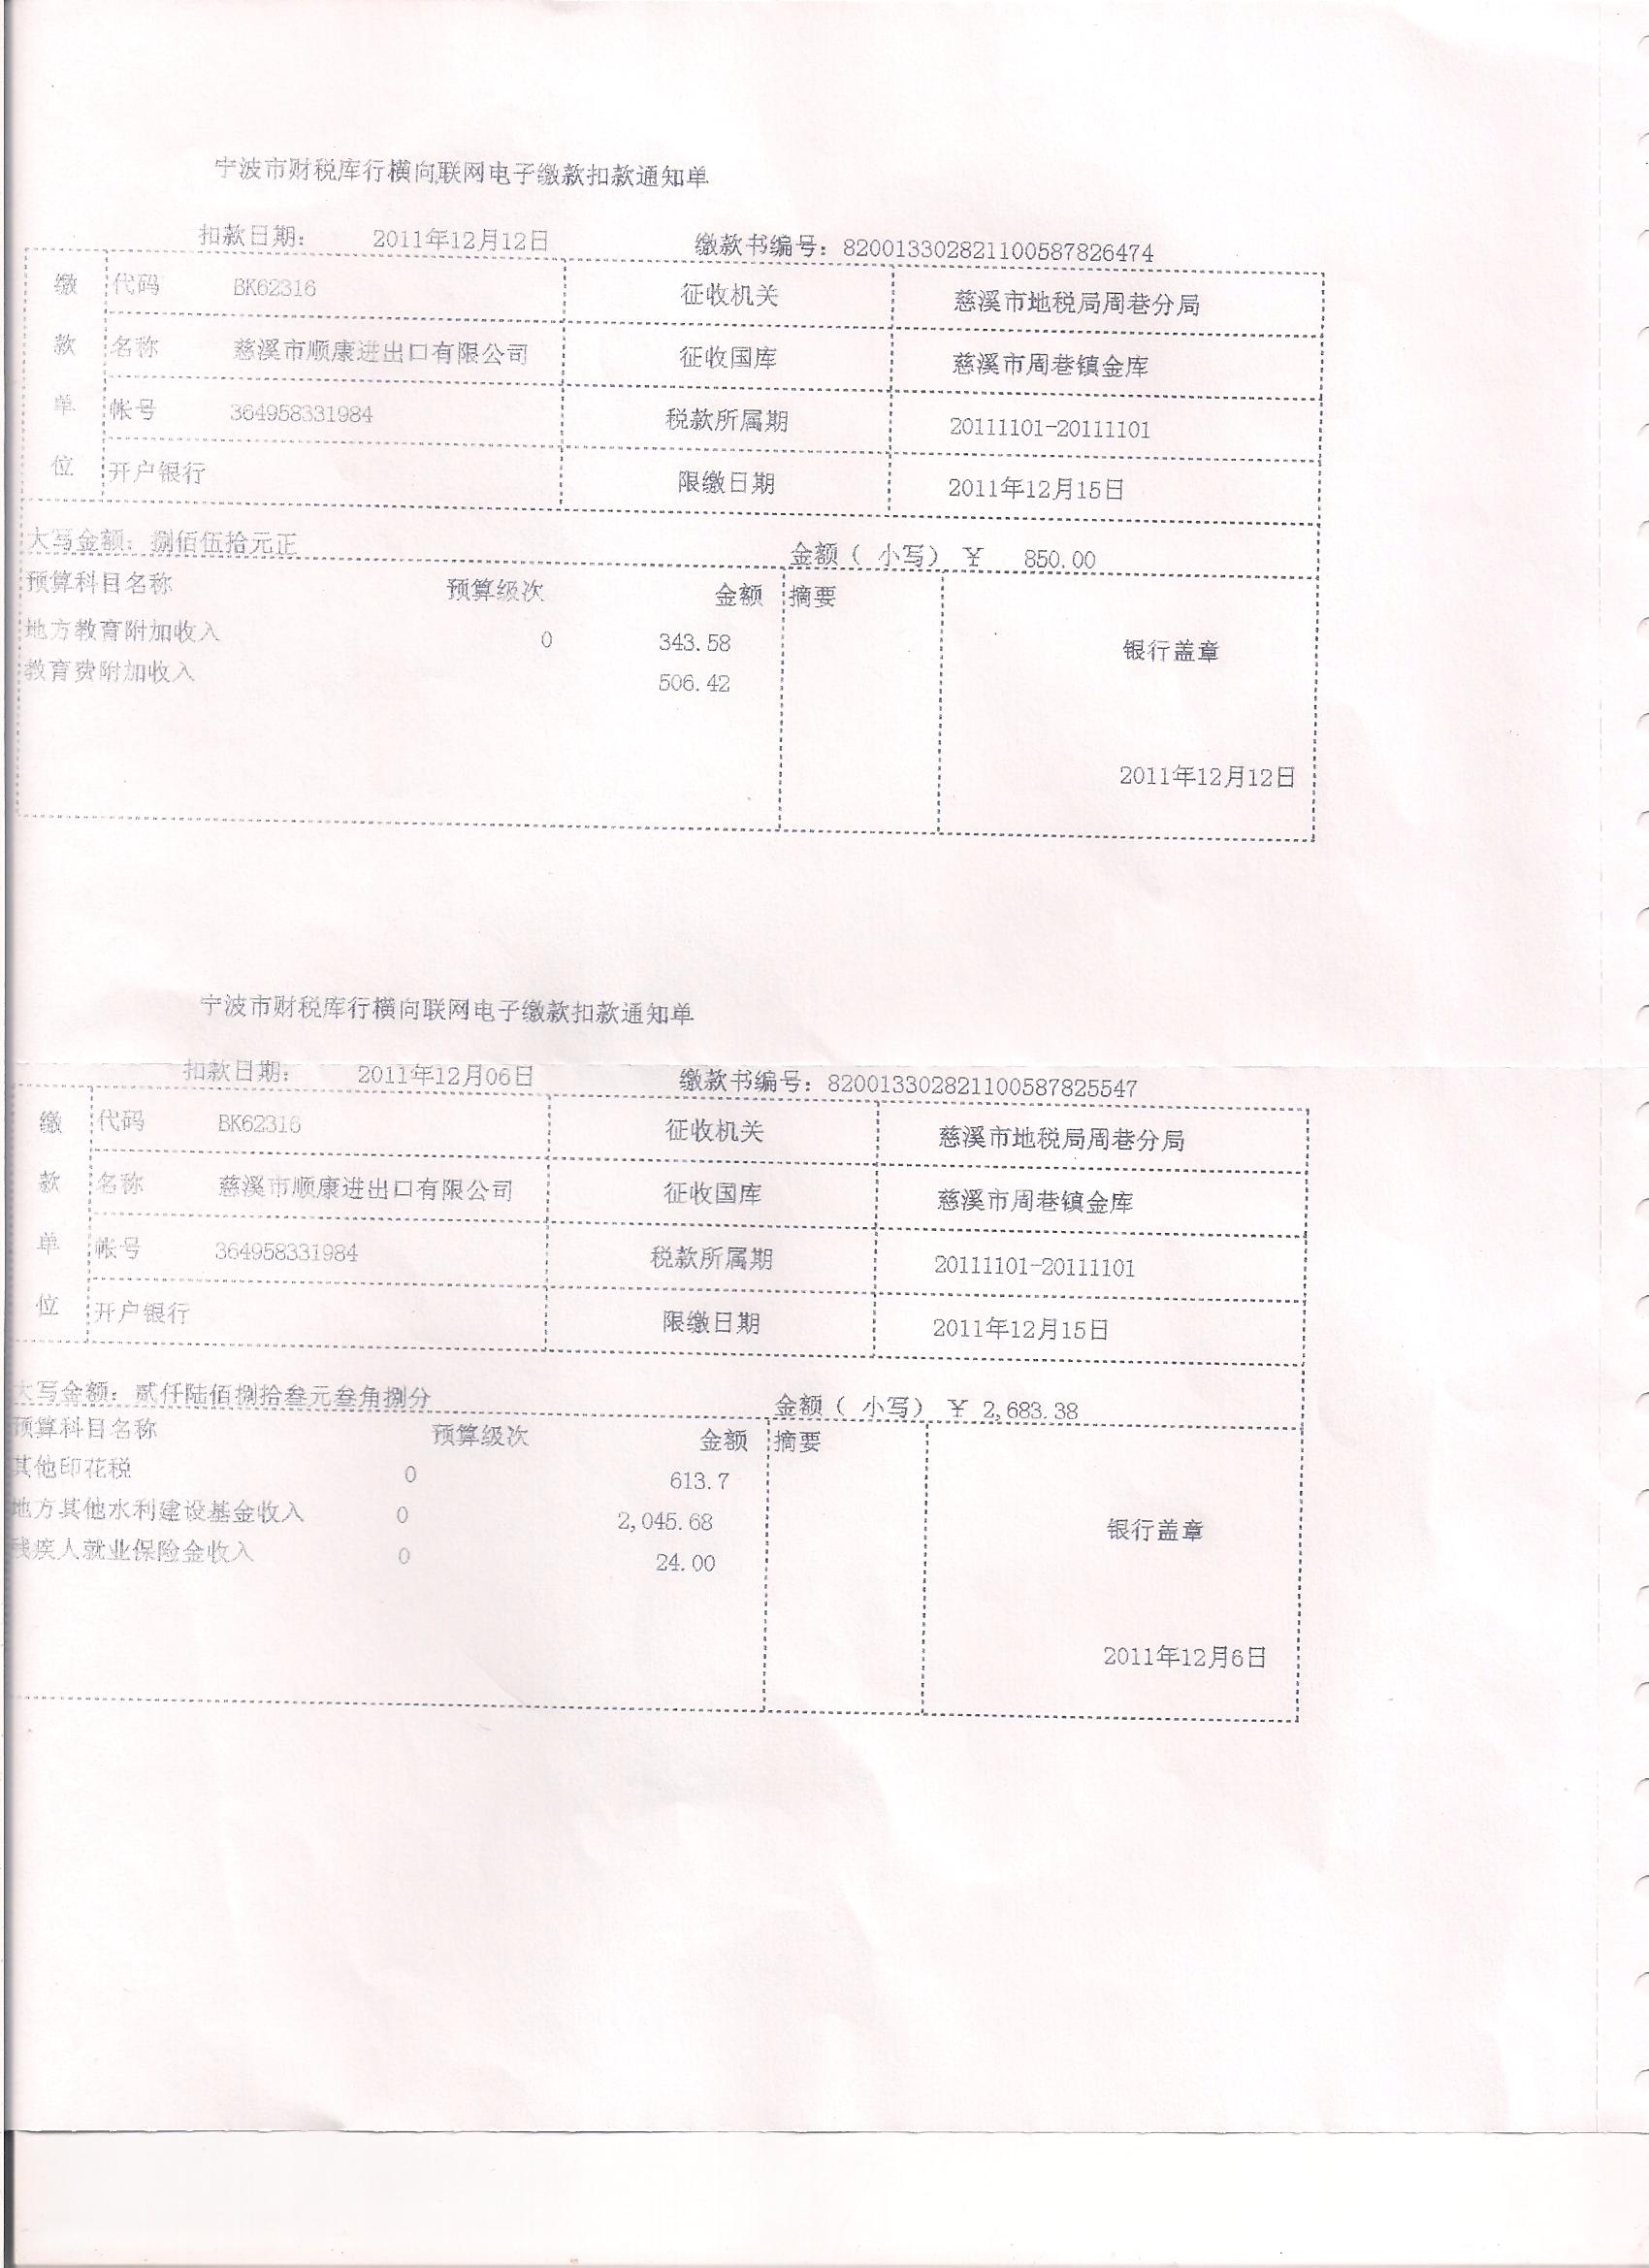 宁波市财税库行横向联网电子缴款扣款通知单
扣款日期： 2011年12月12日 缴款书编号：820013302821100587826474
缴 代码 BK62316 征收机关 慈溪市地税局周巷分局
款 名称 慈溪市顺康进出口有限公司 征收国库 慈溪市周巷镇金库
单 帐号 364958331984 税款所属期 20111101-20111101
位 开户银行 限缴日期 2011年12月15日
大写金额：捌佰伍拾元正 金额（ 小写） ￥ 850.00
预算科目名称 预算级次 金额 摘要
地方教育附加收入 0 343.58 银行盖章
教育费附加收入 506.42
2011年12月12日
宁波市财税库行横向联网电子缴款扣款通知单
扣款日期： 2011年12月06日 缴款书编号：820013302821100587825547
缴 代码 BK62316 征收机关 慈溪市地税局周巷分局
款 名称 慈溪市顺康进出口有限公司 征收国库 慈溪市周巷镇金库
单 帐号 364958331984 税款所属期 20111101-20111101
位 开户银行 限缴日期 2011年12月15日
大写金额：贰仟陆佰捌拾叁元叁角捌分 金额（ 小写） ￥ 2,683.38
预算科目名称 预算级次 金额 摘要
其他印花税 0 613.7
地方其他水利建设基金收入 0 2,045.68 银行盖章
残疾人就业保险金收入 0 24.00
2011年12月6日